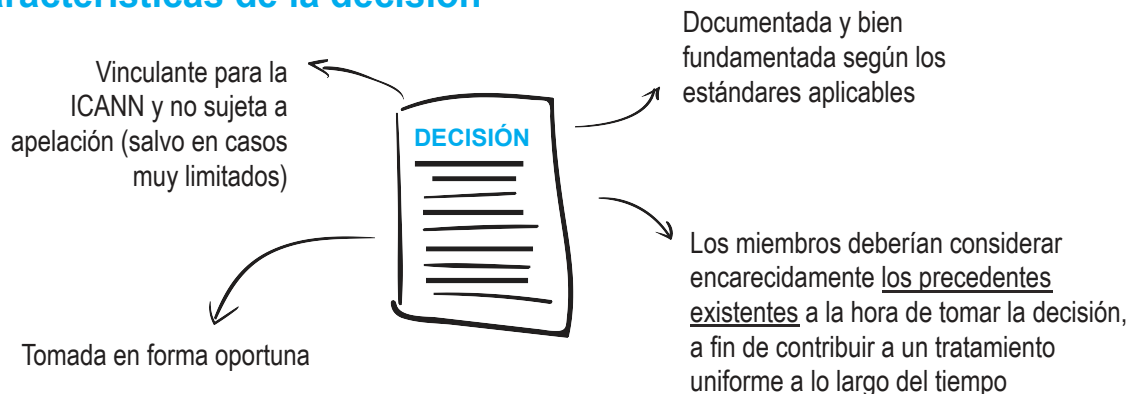 racterísticas de la decisión
Vinculante para la
ICANN y no sujeta a
apelación (salvo en casos
muy limitados)
Documentada y bien
fundamentada según los
estándares aplicables
DECISIÓN
Tomada en forma oportuna
Los miembros deberían considerar
encarecidamente los precedentes
existentes a la hora de tomar la decisión,
a fin de contribuir a un tratamiento
uniforme a lo largo del tiempo